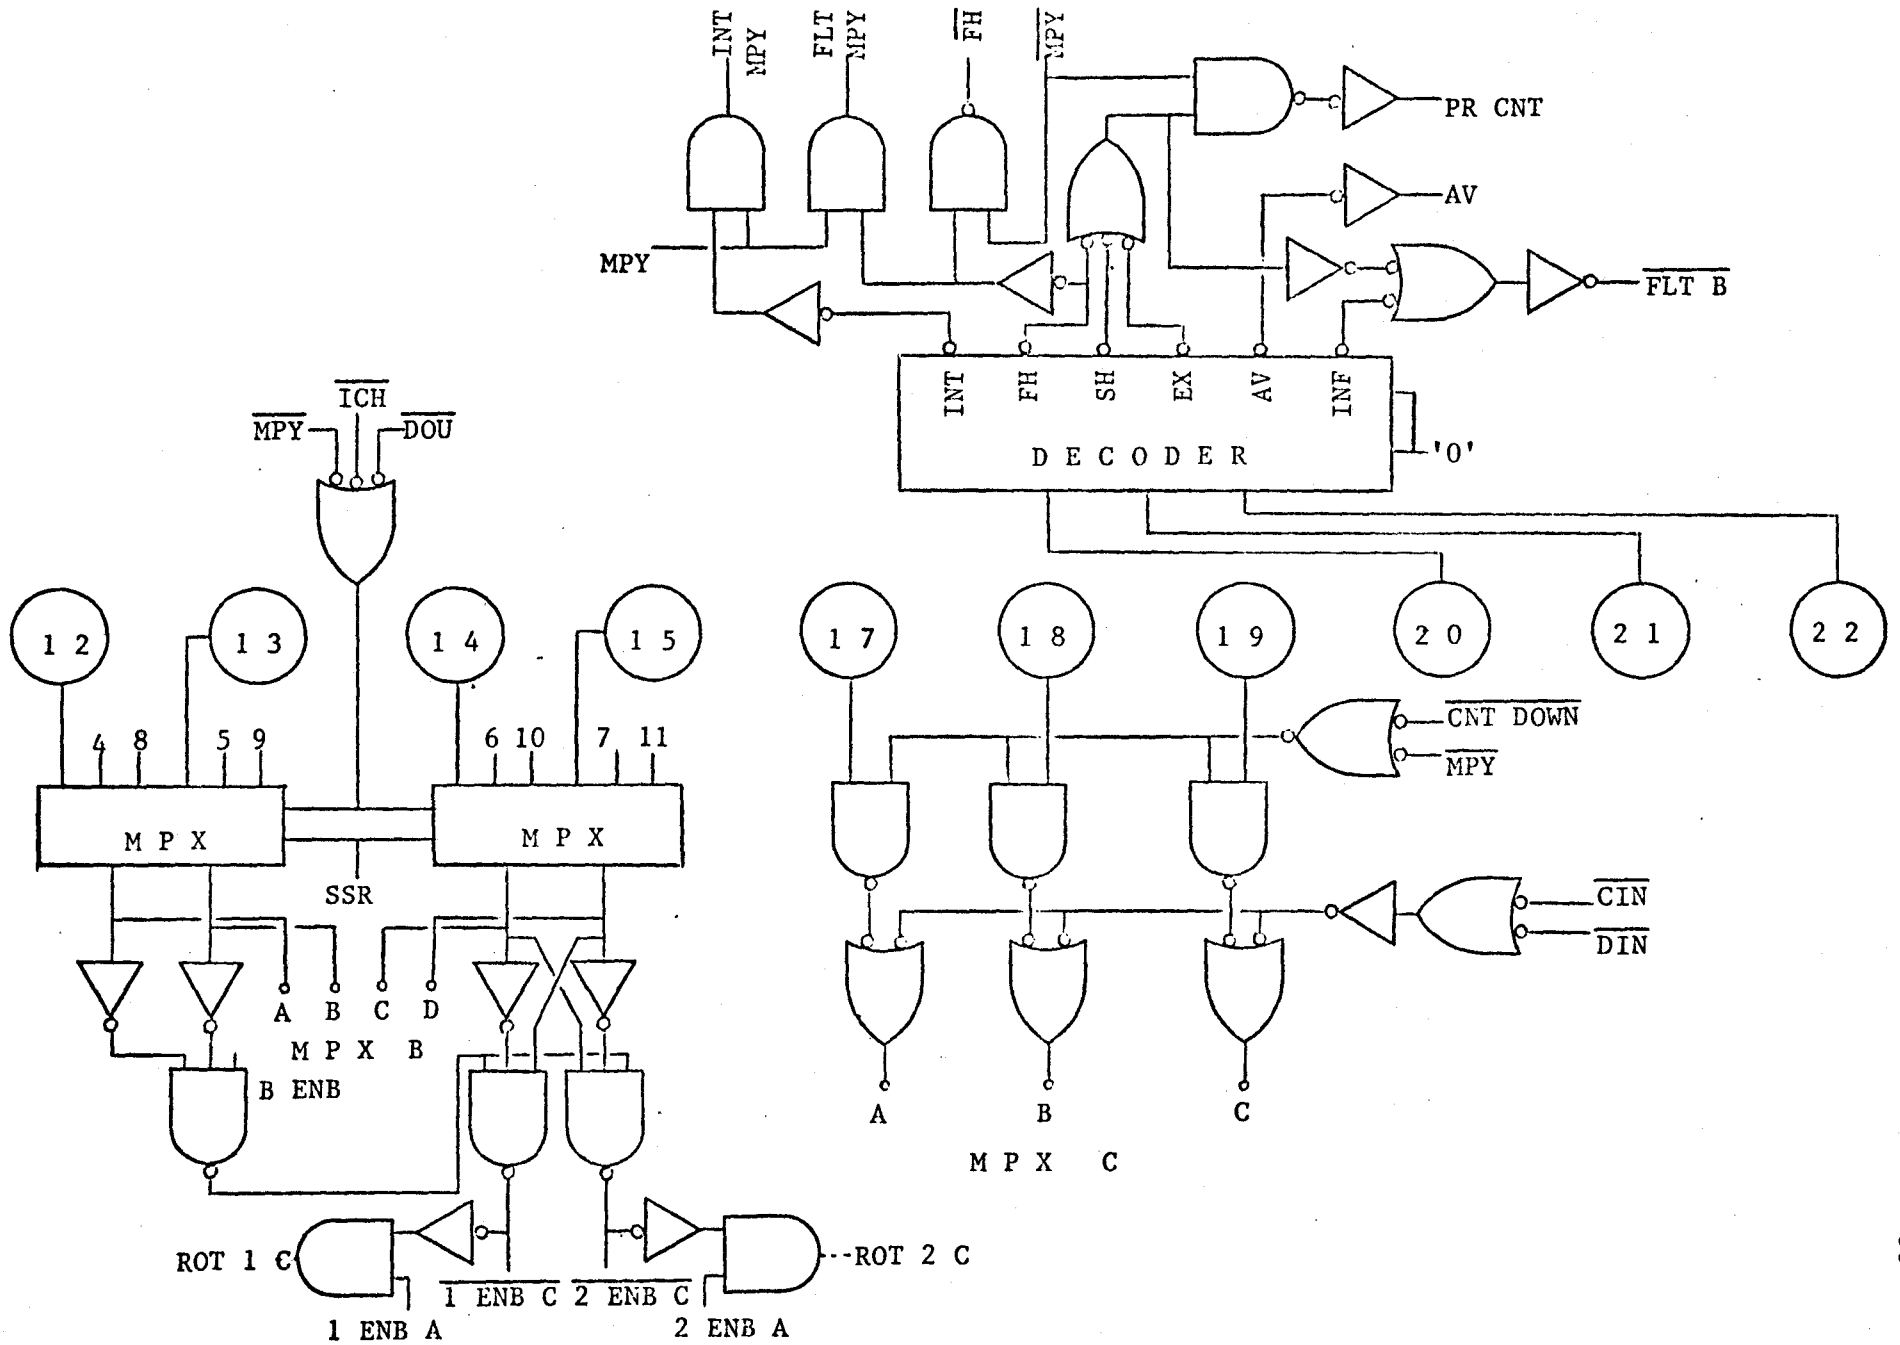 INT MPY
FLT MPY
FH
MPY
PR CNT
AV
MPY
FLT B
INT
FH
SH
EX
AV
INF
DECODER
'0'
ICH
MPY
DOU
12
13
14
15
17
18
19
20
21
22
CNT DOWN
MPY
4
8
5
9
6
10
7
11
MPX
MPX
SSR
CIN
DIN
A
B
C
D
MPX B
B ENB
A
B
C
MPX C
ROT 1 C
1 ENB C
2 ENB C
ROT 2 C
1 ENB A
2 ENB A